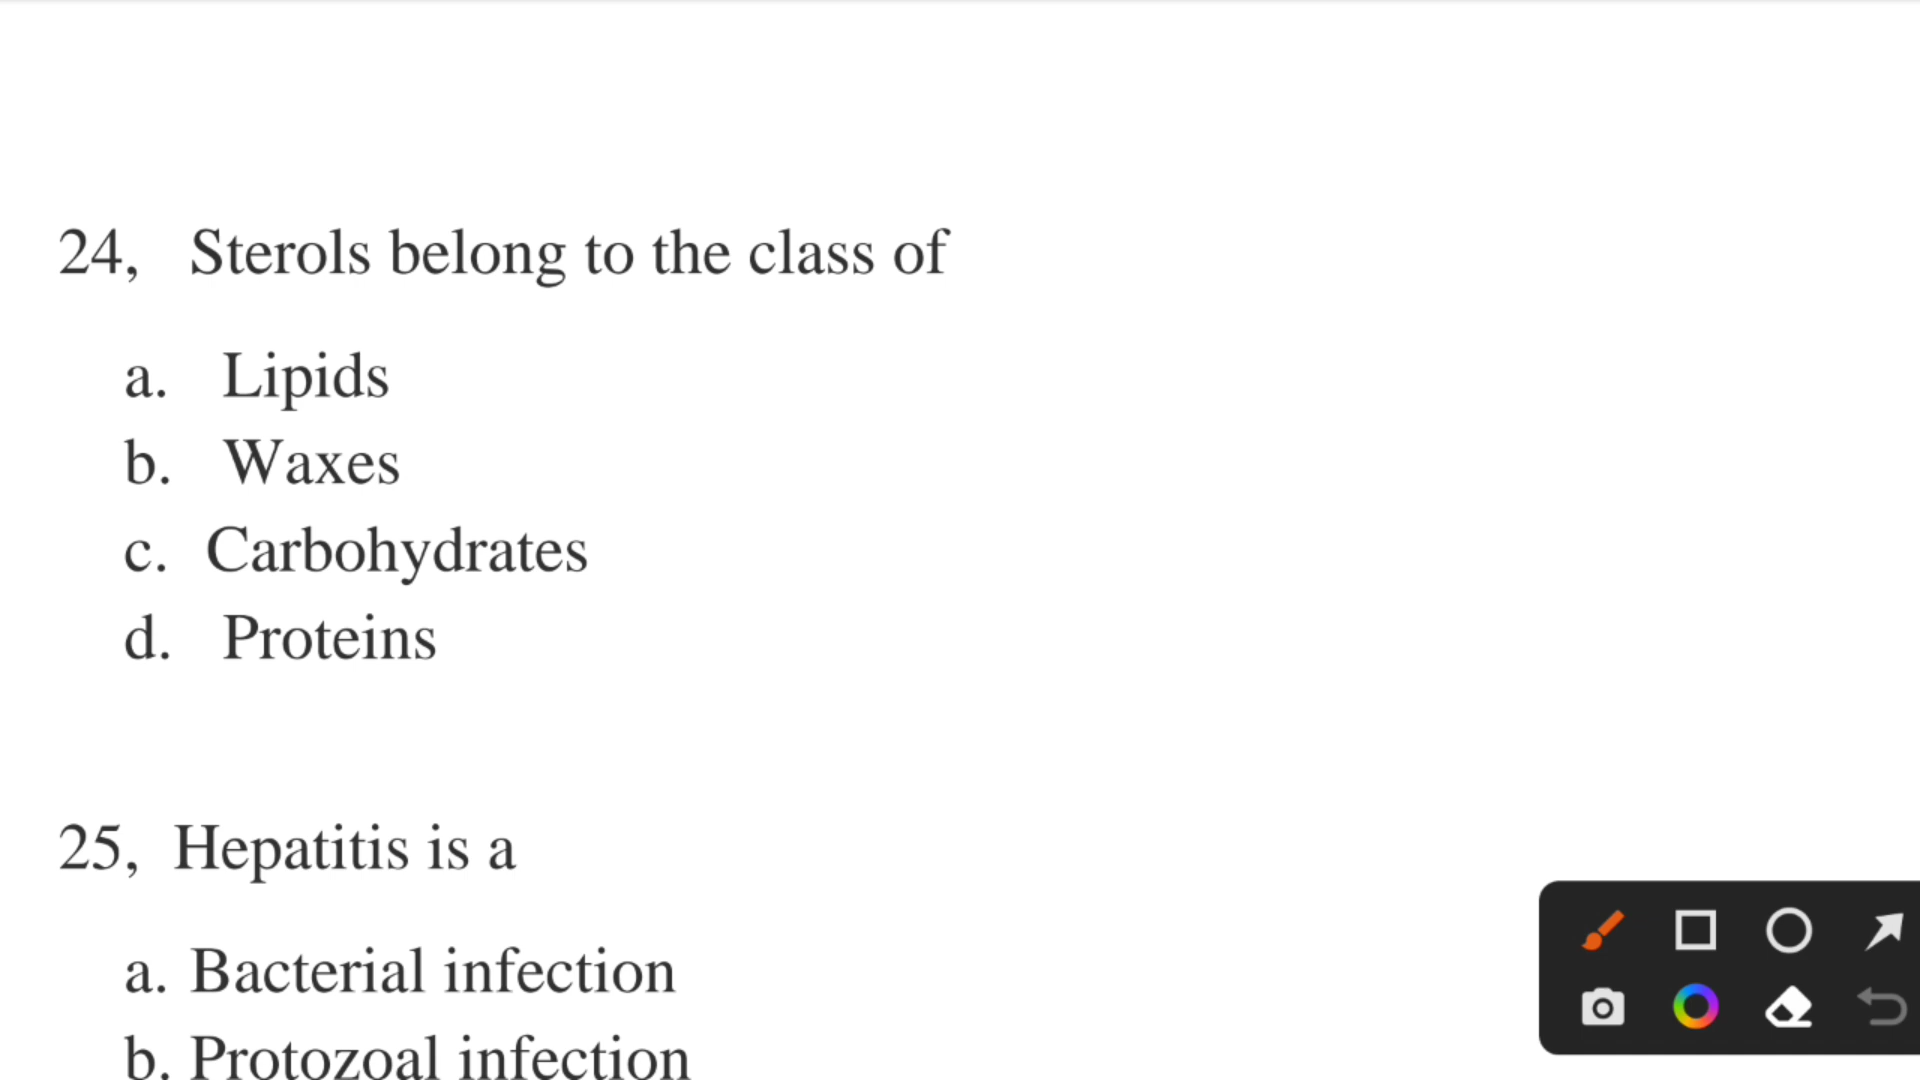 24, Sterols belong to the class of
a. Lipids
b. Waxes
c. Carbohydrates
d. Proteins
25, Hepatitis is a
a. Bacterial infection
b. Protozoal infection